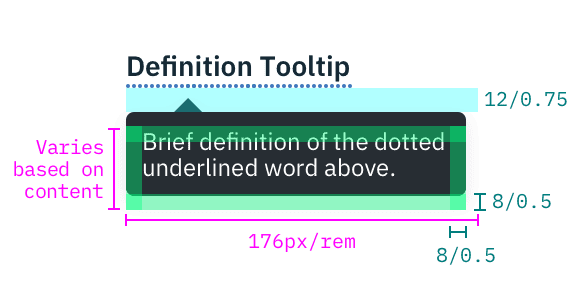 Definition Tooltip
12/0.75
Brief definition of the dotted
underlined word above.
Varies
based on
content
8/0.5
176px/rem
8/0.5